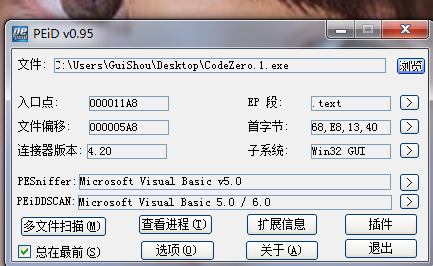 PEiD v0.95
文件: C:\Users\GuiShou\Desktop\CodeZero.1.exe 浏览
入口点: 000011A8 EP 段: .text >
文件偏移: 000005A8 首字节: 68,E8,13,40 >
连接器版本: 4.20 子系统: Win32 GUI >
PESniffer: Microsoft Visual Basic v5.0 >
PEiDDSCAN: Microsoft Visual Basic 5.0 / 6.0 >
多文件扫描(M) 查看进程(T) 扩展信息 插件
总在最前(S) 选项(O) 关于(A) 退出